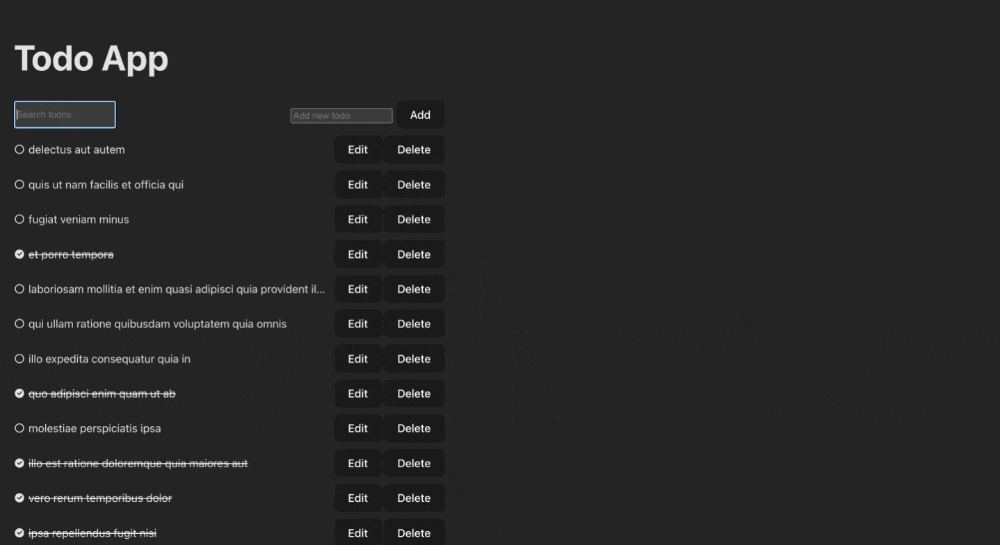 Todo App
Search todos
Add new todo Add
delectus aut autem Edit Delete
quis ut nam facilis et officia qui Edit Delete
fugiat veniam minus Edit Delete
et porro tempora Edit Delete
laboriosam mollitia et enim quasi adipisci quia provident il... Edit Delete
qui ullam ratione quibusdam voluptatem quia omnis Edit Delete
illo expedita consequatur quia in Edit Delete
quo adipisci enim quam ut ab Edit Delete
molestiae perspiciatis ipsa Edit Delete
illo est ratione doloremque quia maiores aut Edit Delete
vero rerum temporibus dolor Edit Delete
ipsa repellendus fugit nisi Edit Delete